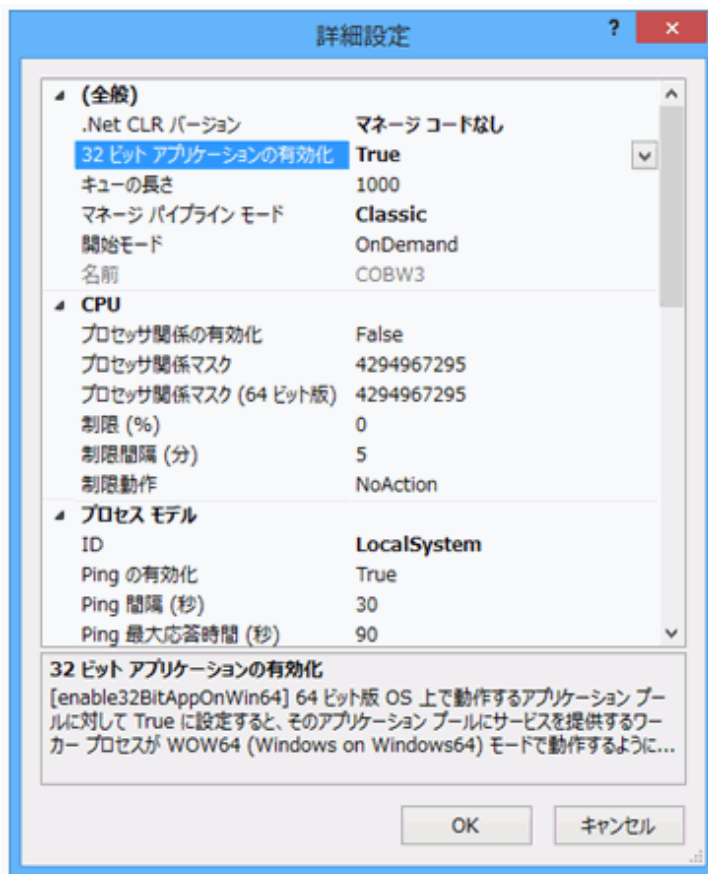 詳細設定
?
×
(全般)
.Net CLR バージョン マネージ コードなし
32 ビット アプリケーションの有効化 True
キューの長さ 1000
マネージ パイプライン モード Classic
開始モード OnDemand
名前 COBW3
CPU
プロセッサ関係の有効化 False
プロセッサ関係マスク 4294967295
プロセッサ関係マスク (64 ビット版) 4294967295
制限 (%) 0
制限間隔 (分) 5
制限動作 NoAction
プロセス モデル
ID LocalSystem
Ping の有効化 True
Ping 間隔 (秒) 30
Ping 最大応答時間 (秒) 90
32 ビット アプリケーションの有効化
[enable32BitAppOnWin64] 64 ビット版 OS 上で動作するアプリケーション プー
ルに対して True に設定すると、そのアプリケーション プールにサービスを提供するワー
カー プロセスが WOW64 (Windows on Windows64) モードで動作するように...
OK キャンセル